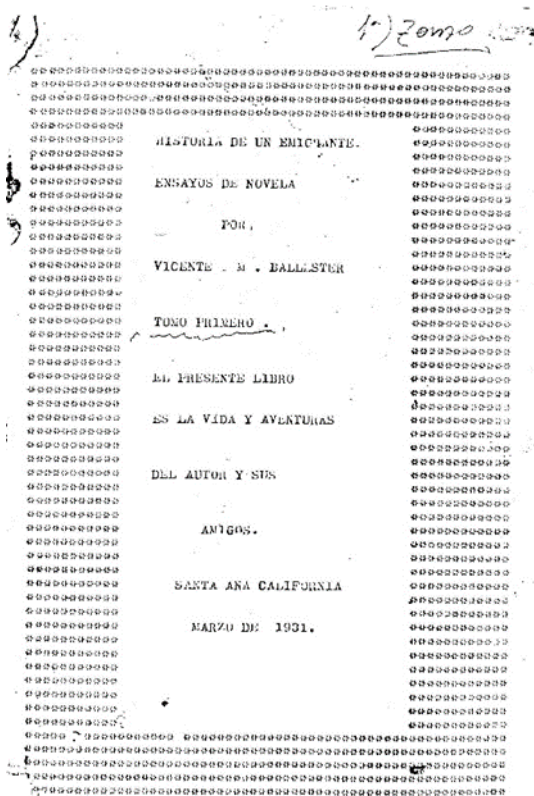 1º) Tomo
HISTORIA DE UN EMIGRANTE.
ENSAYOS DE NOVELA
POR,
VICENTE . M . BALLESTER
TOMO PRIMERO .
EL PRESENTE LIBRO
ES LA VIDA Y AVENTURAS
DEL AUTOR Y SUS
AMIGOS.
SANTA ANA CALIFORNIA
MARZO DE 1931.